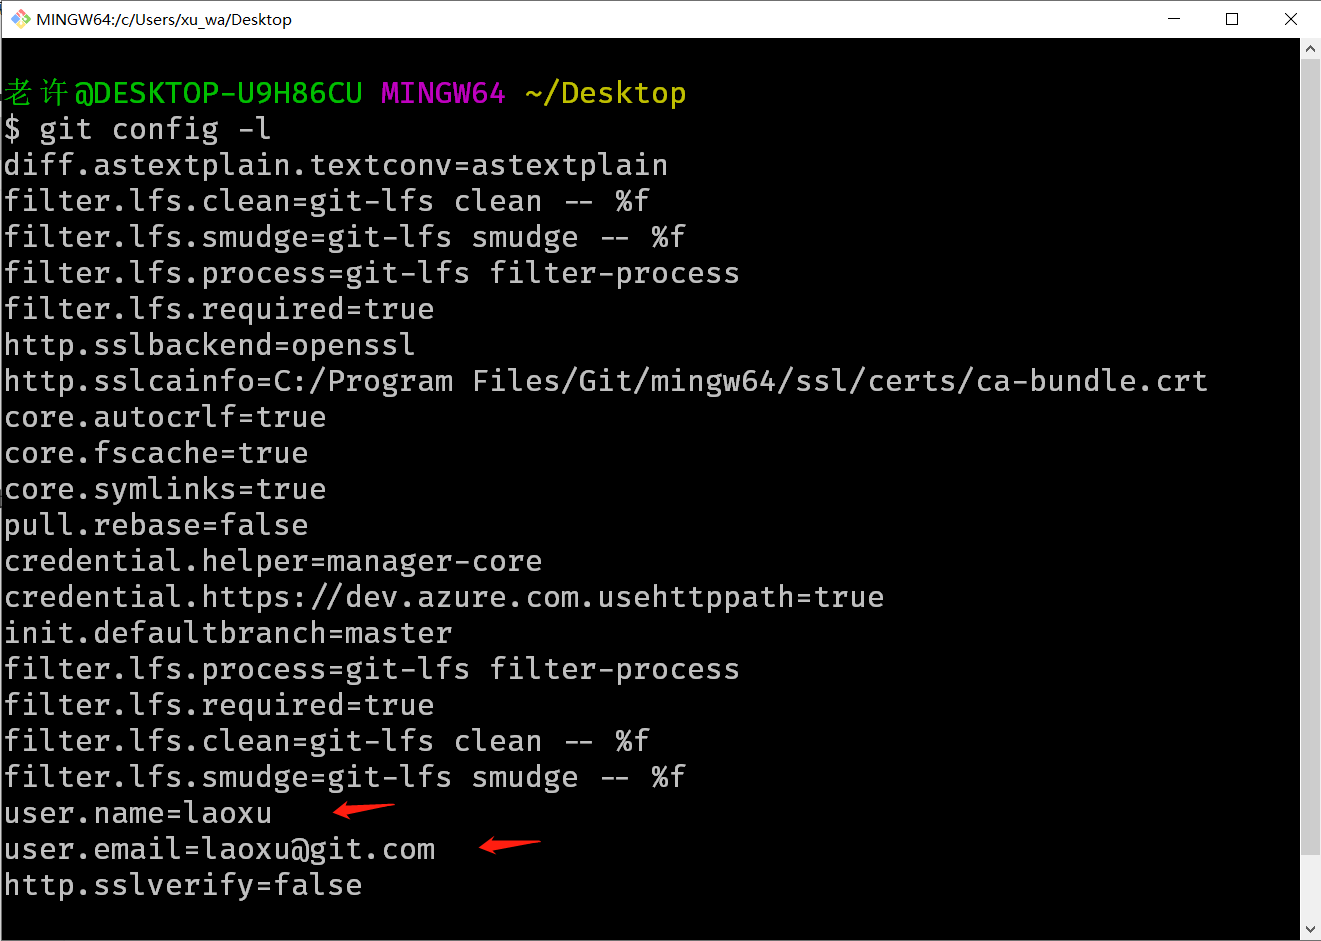 MINGW64:/c/Users/xu_wa/Desktop
老许@DESKTOP-U9H86CU MINGW64 ~/Desktop
$ git config -l
diff.astextplain.textconv=astextplain
filter.lfs.clean=git-lfs clean -- %f
filter.lfs.smudge=git-lfs smudge -- %f
filter.lfs.process=git-lfs filter-process
filter.lfs.required=true
http.sslbackend=openssl
http.sslcainfo=C:/Program Files/Git/mingw64/ssl/certs/ca-bundle.crt
core.autocrlf=true
core.fscache=true
core.symlinks=true
pull.rebase=false
credential.helper=manager-core
credential.https://dev.azure.com.usehttppath=true
init.defaultbranch=master
filter.lfs.process=git-lfs filter-process
filter.lfs.required=true
filter.lfs.clean=git-lfs clean -- %f
filter.lfs.smudge=git-lfs smudge -- %f
user.name=laoxu
user.email=laoxu@git.com
http.sslverify=false